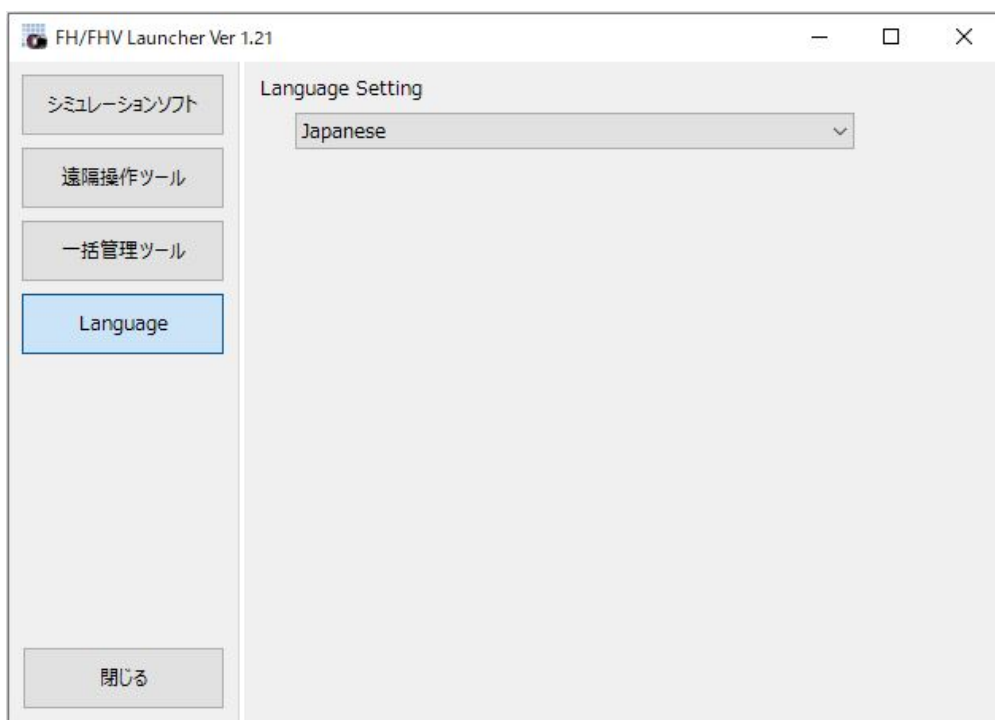 FH/FHV Launcher Ver 1.21
シミュレーションソフト
遠隔操作ツール
一括管理ツール
Language
閉じる
Language Setting
Japanese